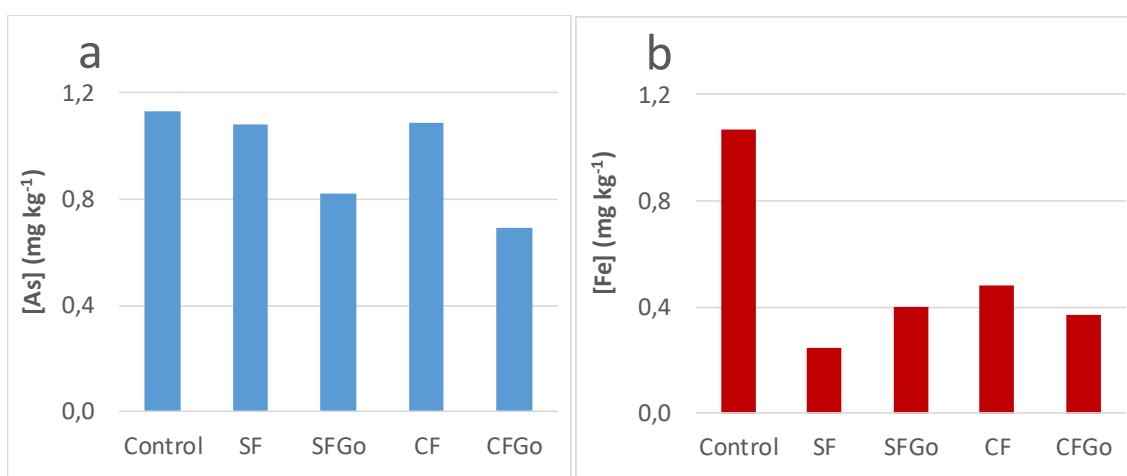 a
[As] (mg kg⁻¹)
1,2
0,8
0,4
0,0
Control SF SFGo CF CFGo
b
[Fe] (mg kg⁻¹)
1,2
0,8
0,4
0,0
Control SF SFGo CF CFGo